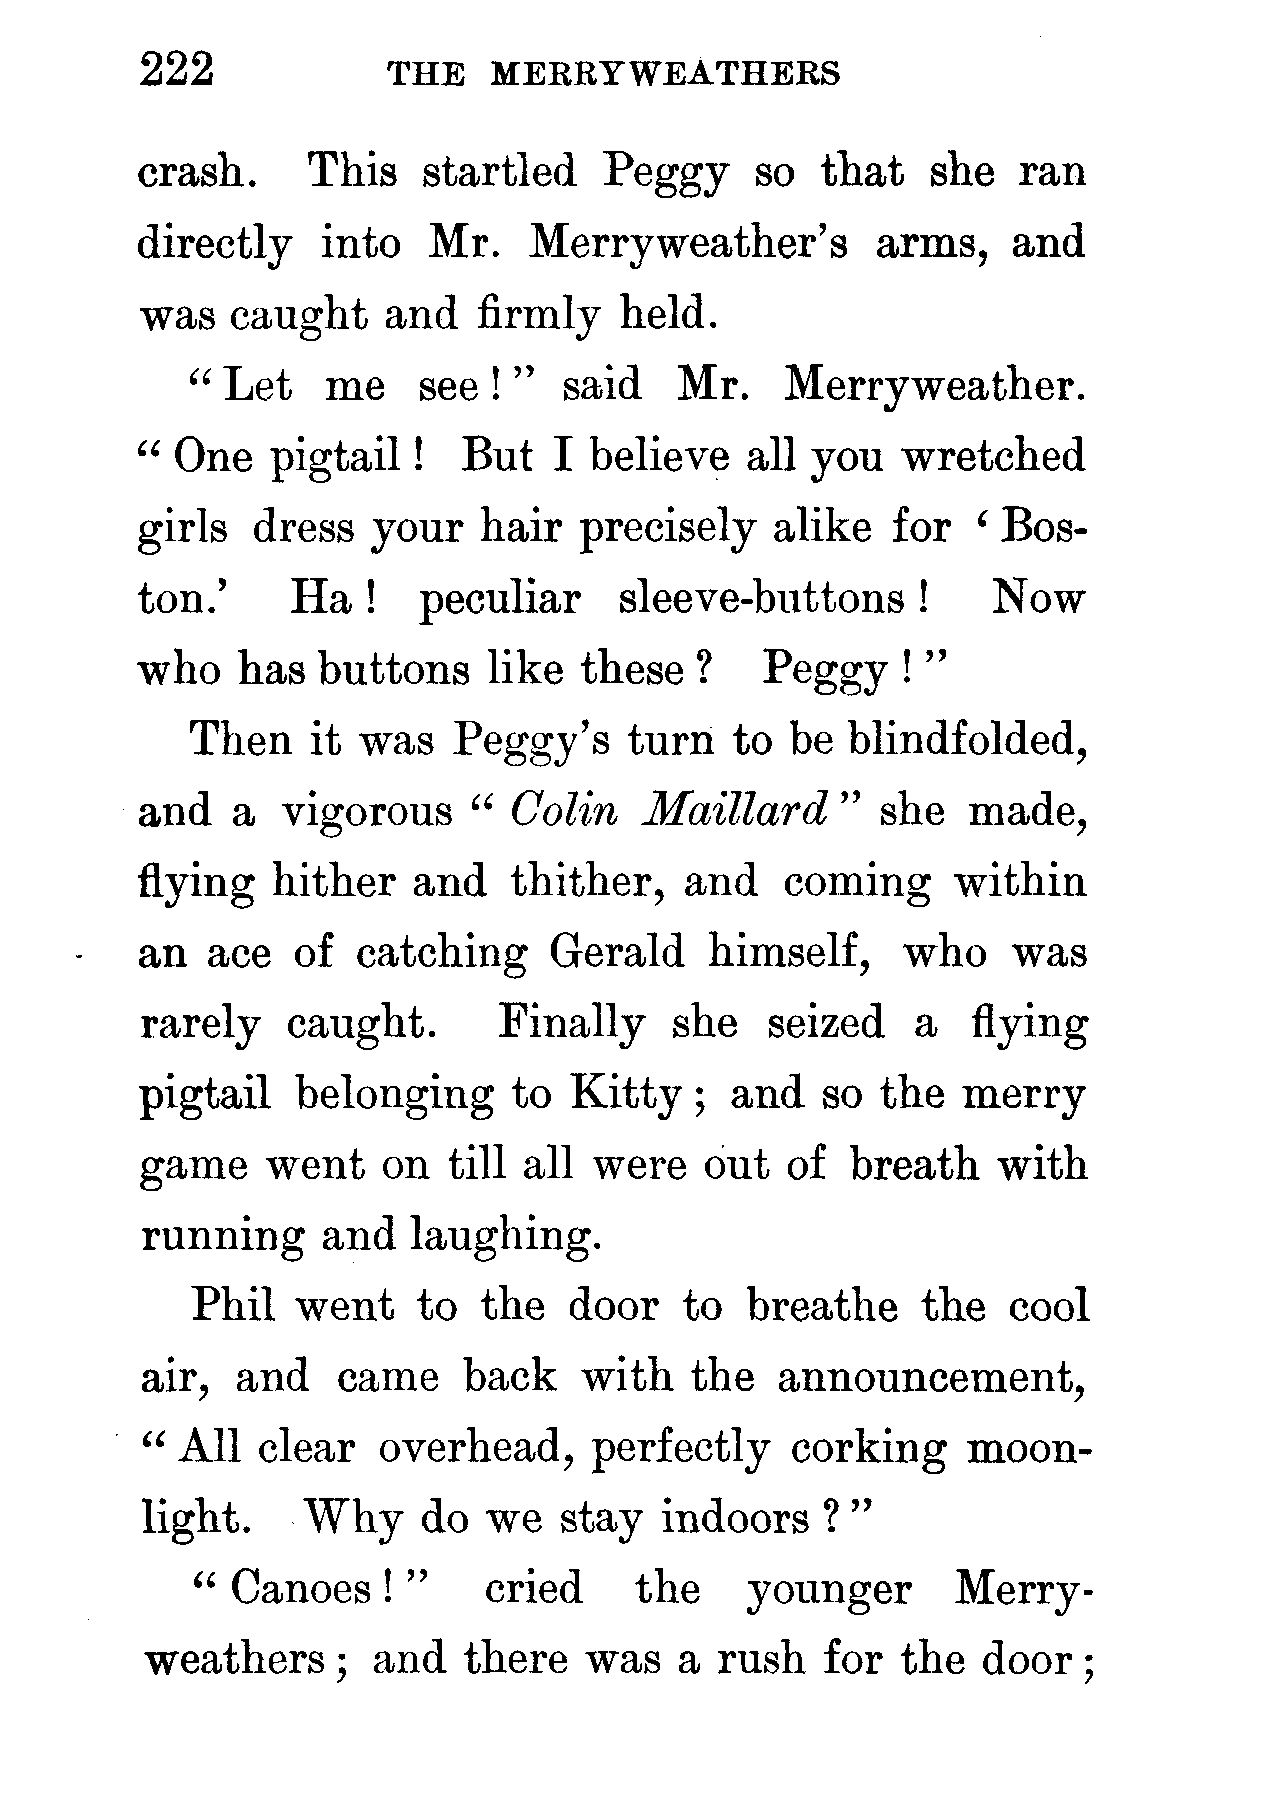 222 THE MERRYWEATHERS
crash. This startled Peggy so that she ran
directly into Mr. Merryweather's arms, and
was caught and firmly held.
" Let me see ! " said Mr. Merryweather.
" One pigtail ! But I believe all you wretched
girls dress your hair precisely alike for ' Bos-
ton.' Ha ! peculiar sleeve-buttons ! Now
who has buttons like these ? Peggy ! "
Then it was Peggy's turn to be blindfolded,
and a vigorous " Colin Maillard " she made,
flying hither and thither, and coming within
an ace of catching Gerald himself, who was
rarely caught. Finally she seized a flying
pigtail belonging to Kitty ; and so the merry
game went on till all were out of breath with
running and laughing.
Phil went to the door to breathe the cool
air, and came back with the announcement,
" All clear overhead, perfectly corking moon-
light. Why do we stay indoors ? "
" Canoes ! " cried the younger Merry-
weathers ; and there was a rush for the door ;